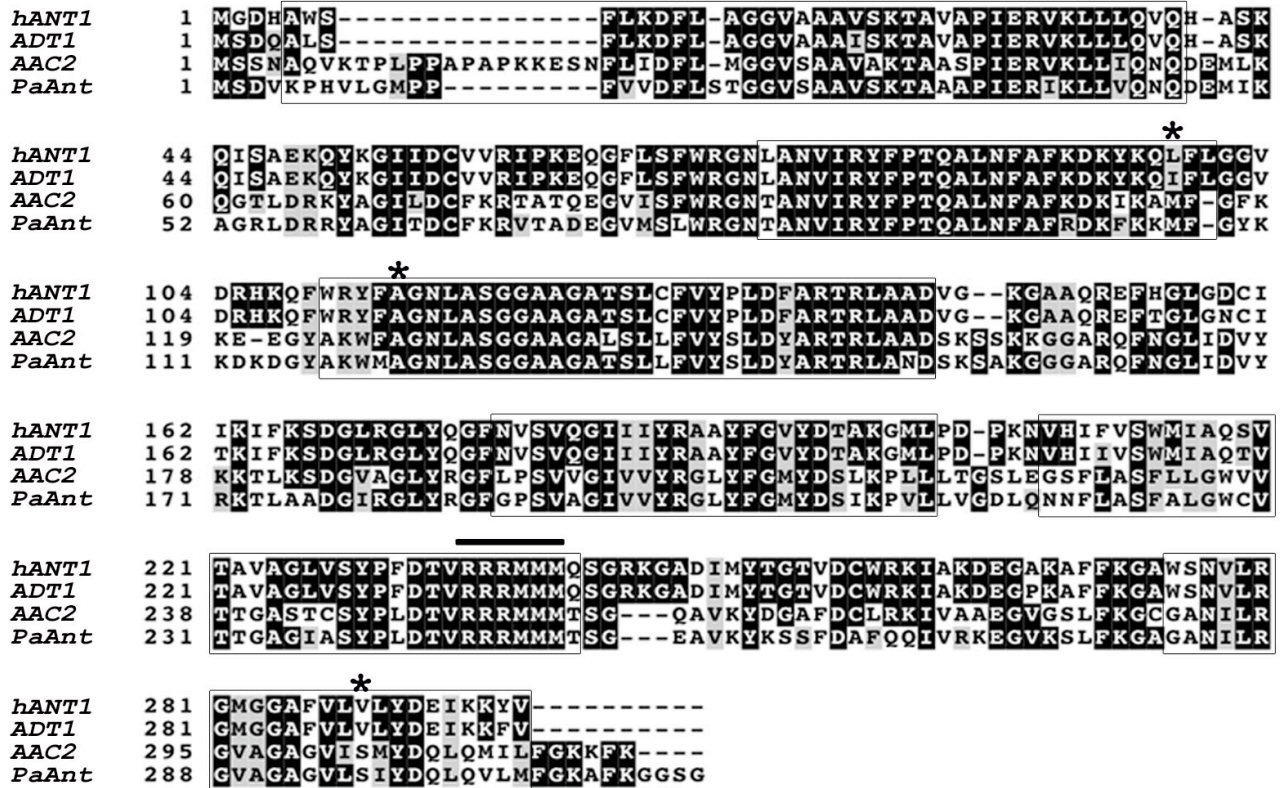 hANT1 1 MGDHAWS---------------FLKDFL-AGGVAAAVSKTAVAPIERVKLLLQVQH-ASK
ADT1 1 MSDQALS---------------FLKDFL-AGGVAAAISKTAVAPIERVKLLLQVQH-ASK
AAC2 1 MSSNAQVKTPLPPAPAPKKESNFLIDFL-MGGVSAAVAKTAASPIERVKLLIQNQDEMLK
PaAnt 1 MSDVKPHVLGMPP---------FVVDFLSTGGVSAAVSKTAAAPIERIKLLVQNQDEMIK
*
hANT1 44 QISAEKQYKGIIDCVVRIPKEQGFLSFWRGNLANVIRYFPTQALNFAFKDKYKQLFLGGV
ADT1 44 QISAEKQYKGIIDCVVRIPKEQGFLSFWRGNLANVIRYFPTQALNFAFKDKYKQIFLGGV
AAC2 60 QGTLDRKYAGILDCFKRTATQEGVISFWRGNTANVIRYFPTQALNFAFKDKIKAMF-GFK
PaAnt 52 AGRLDRRYAGITDCFKRVTADEGVMSLWRGNTANVIRYFPTQALNFAFRDKFKKMF-GYK
*
hANT1 104 DRHKQFWRYFAGNLASGGAAGATSLCFVYPLDFARTRLAADVG--KGAAQREFHGLGDCI
ADT1 104 DRHKQFWRYFAGNLASGGAAGATSLCFVYPLDFARTRLAADVG--KGAAQREFTGLGNCI
AAC2 119 KE-EGYAKWFAGNLASGGAAGALSLLFVYSLDYARTRLAADSKSSKKGGARQFNGLIDVY
PaAnt 111 KDKDGYAKWMAGNLASGGAAGATSLLFVYSLDYARTRLANDSKSAKGGGARQFNGLIDVY
hANT1 162 IKIFKSDGLRGLYQGFNVSVQGIIIYRAAYFGVYDTAKGMLPD-PKNVHIFVSWMIAQSV
ADT1 162 TKIFKSDGLRGLYQGFNVSVQGIIIYRAAYFGVYDTAKGMLPD-PKNVHIIVSWMIAQTV
AAC2 178 KKTLKSDGVAGLYRGFLPSVVGIVVYRGLYFGMYDSLKPLLLTGSLEGSFLASFLLGWVV
PaAnt 171 RKTLAADGIRGLYRGFGPSVAGIVVYRGLYFGMYDSIKPVLLVGDLQNNFLASFALGWCV
hANT1 221 TAVAGLVSYPFDTVRRRMMMQSGRKGADIMYTGTVDCWRKIAKDEGAKAFFKGAWSNVLR
ADT1 221 TAVAGLVSYPFDTVRRRMMMQSGRKGADIMYTGTVDCWRKIAKDEGPKAFFKGAWSNVLR
AAC2 238 TTGASTCSYPLDTVRRRMMMTSG---QAVKYDGAFDCLRKIVAAEGVGSLFKGCGANILR
PaAnt 231 TTGAGIASYPLDTVRRRMMMTSG---EAVKYKSSFDAFQQIVRKEGVKSLFKGAGANILR
*
hANT1 281 GMGGAFVLVLYDEIKKYV----------
ADT1 281 GMGGAFVLVLYDEIKKFV----------
AAC2 295 GVAGAGVISMYDQLQMILFGKKFK----
PaAnt 288 GVAGAGVLSIYDQLQVLMFGKAFKGGSG